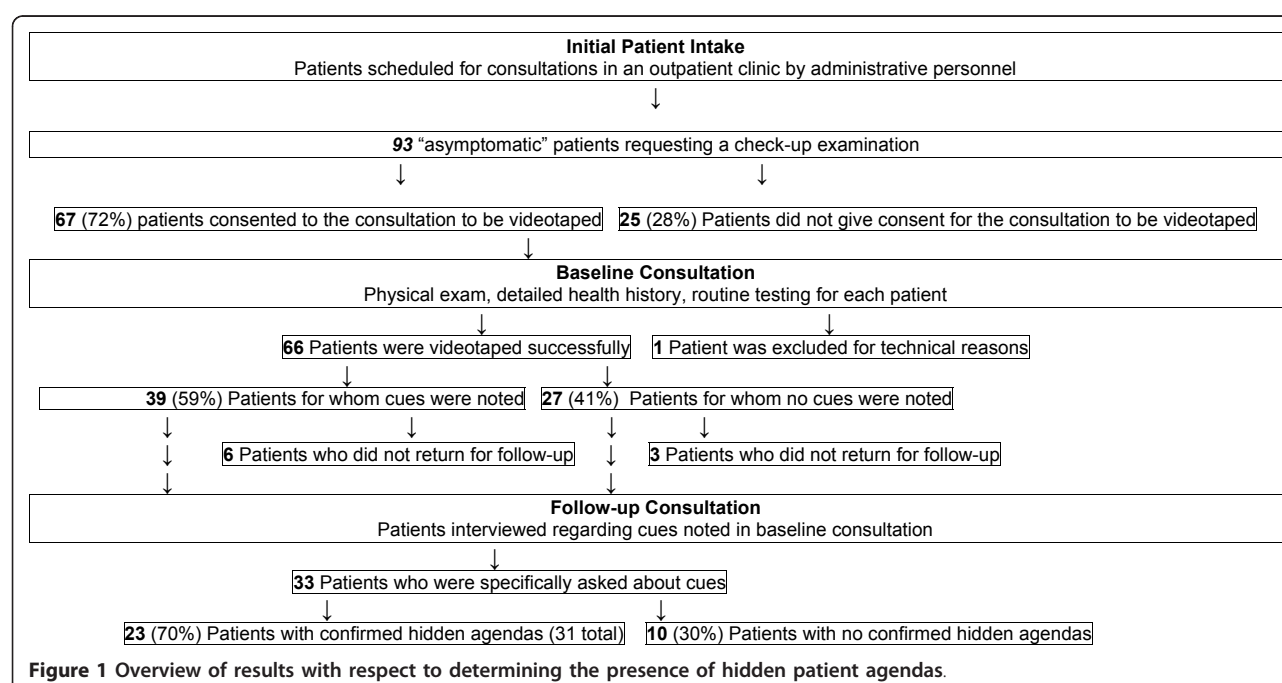 Initial Patient Intake
Patients scheduled for consultations in an outpatient clinic by administrative personnel
↓
93 “asymptomatic” patients requesting a check-up examination
↓ ↓
67 (72%) patients consented to the consultation to be videotaped 25 (28%) Patients did not give consent for the consultation to be videotaped
↓
Baseline Consultation
Physical exam, detailed health history, routine testing for each patient
↓ ↓
66 Patients were videotaped successfully 1 Patient was excluded for technical reasons
↓ ↓
39 (59%) Patients for whom cues were noted 27 (41%) Patients for whom no cues were noted
↓ ↓ ↓ ↓
↓ 6 Patients who did not return for follow-up ↓ 3 Patients who did not return for follow-up
↓ ↓
Follow-up Consultation
Patients interviewed regarding cues noted in baseline consultation
↓
33 Patients who were specifically asked about cues
↓ ↓
23 (70%) Patients with confirmed hidden agendas (31 total) 10 (30%) Patients with no confirmed hidden agendas
Figure 1 Overview of results with respect to determining the presence of hidden patient agendas.